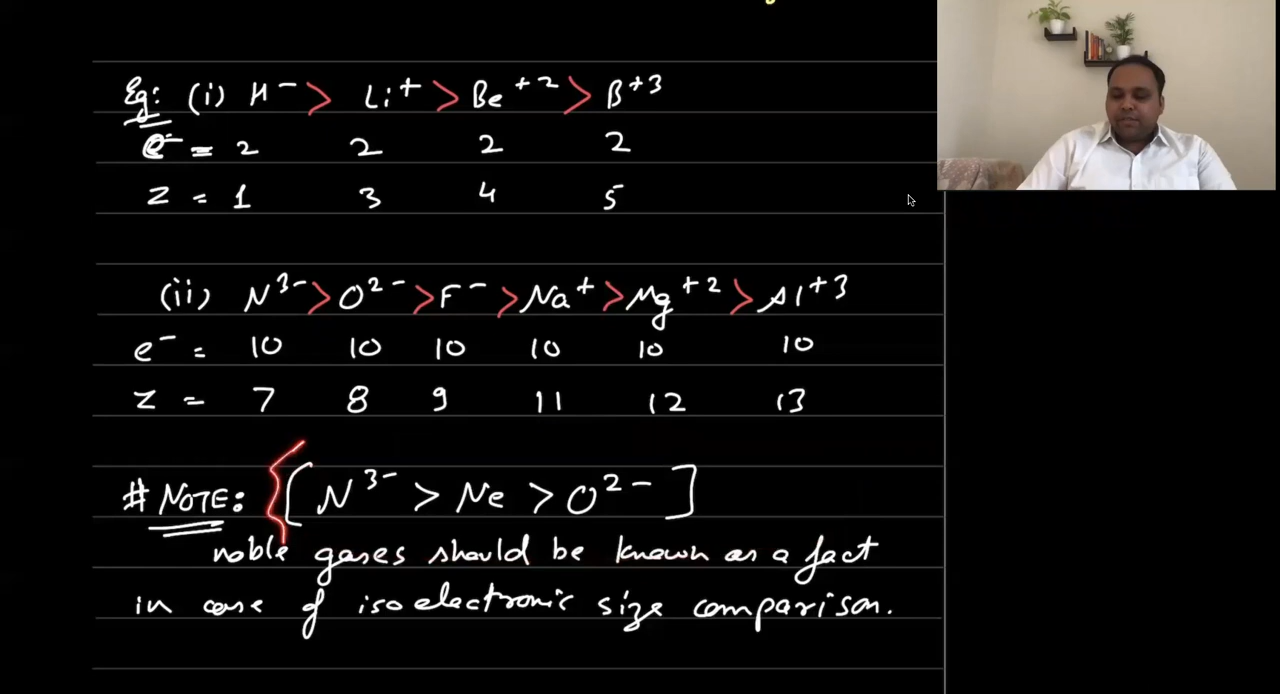 Eg: (i) H⁻ > Li⁺ > Be⁺² > B⁺³
e⁻ = 2 2 2 2
Z = 1 3 4 5
(ii) N³⁻ > O²⁻ > F⁻ > Na⁺ > Mg⁺² > Al⁺³
e⁻ = 10 10 10 10 10 10
Z = 7 8 9 11 12 13
# NOTE: {[N³⁻ > Ne > O²⁻]
noble gases should be known as a fact
in case of isoelectronic size comparison.